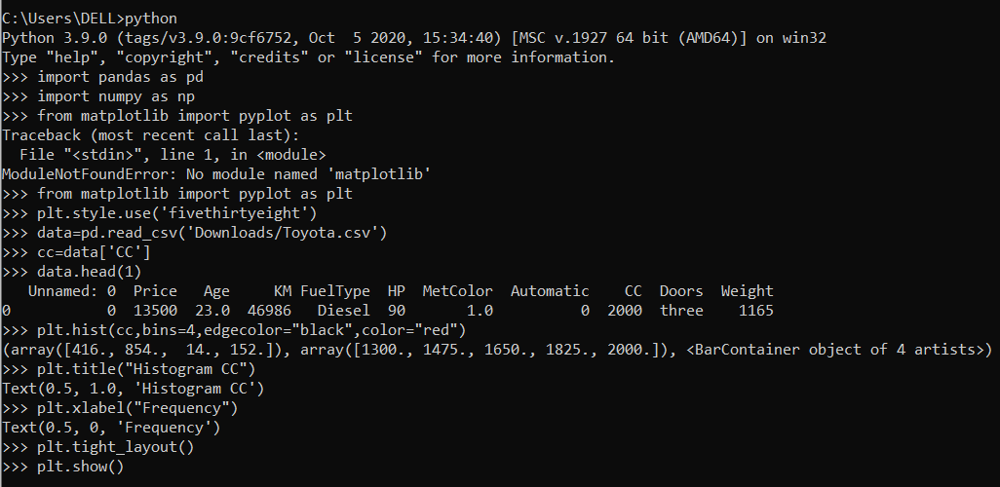 C:\Users\DELL>python
Python 3.9.0 (tags/v3.9.0:9cf6752, Oct  5 2020, 15:34:40) [MSC v.1927 64 bit (AMD64)] on win32
Type "help", "copyright", "credits" or "license" for more information.
>>> import pandas as pd
>>> import numpy as np
>>> from matplotlib import pyplot as plt
Traceback (most recent call last):
  File "<stdin>", line 1, in <module>
ModuleNotFoundError: No module named 'matplotlib'
>>> from matplotlib import pyplot as plt
>>> plt.style.use('fivethirtyeight')
>>> data=pd.read_csv('Downloads/Toyota.csv')
>>> cc=data['CC']
>>> data.head(1)
   Unnamed: 0  Price   Age     KM FuelType  HP  MetColor  Automatic    CC  Doors  Weight
0           0  13500  23.0  46986   Diesel  90       1.0          0  2000  three    1165
>>> plt.hist(cc,bins=4,edgecolor="black",color="red")
(array([416., 854.,  14., 152.]), array([1300., 1475., 1650., 1825., 2000.]), <BarContainer object of 4 artists>)
>>> plt.title("Histogram CC")
Text(0.5, 1.0, 'Histogram CC')
>>> plt.xlabel("Frequency")
Text(0.5, 0, 'Frequency')
>>> plt.tight_layout()
>>> plt.show()